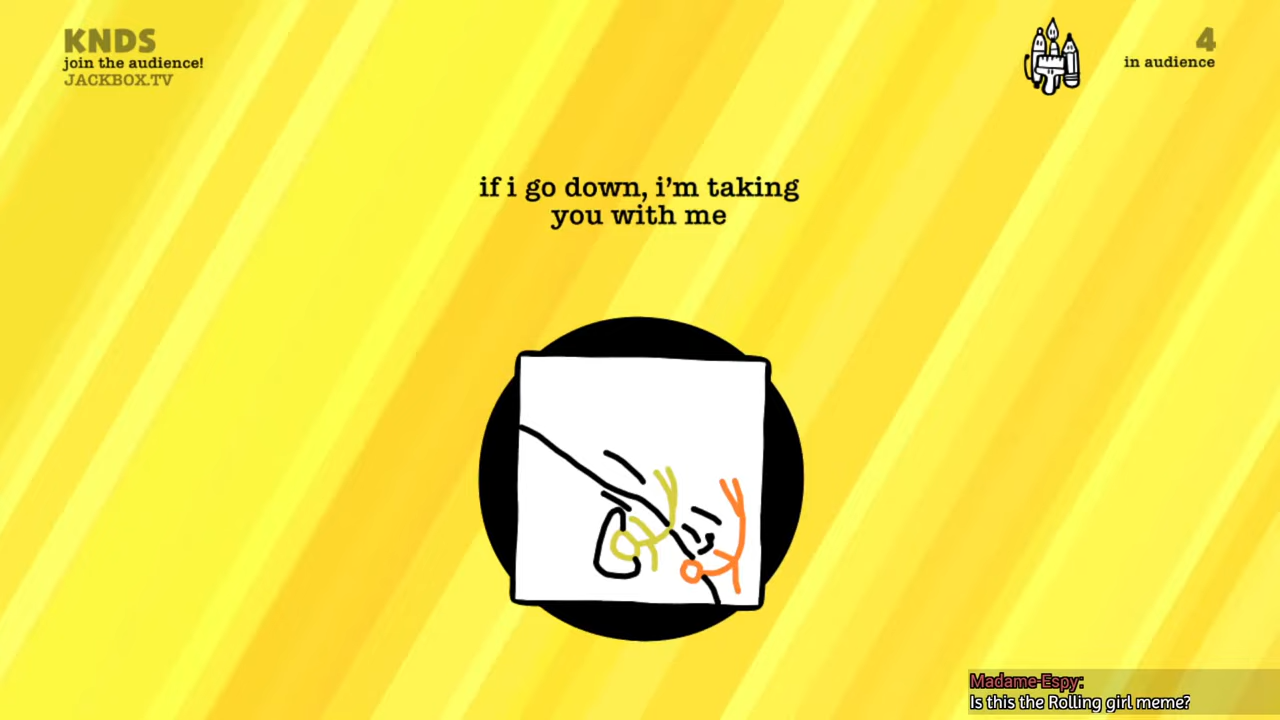 KNDS
join the audience!
JACKBOX.TV
4
in audience
if i go down, i'm taking
you with me
Madame-Espy:
Is this the Rolling girl meme?